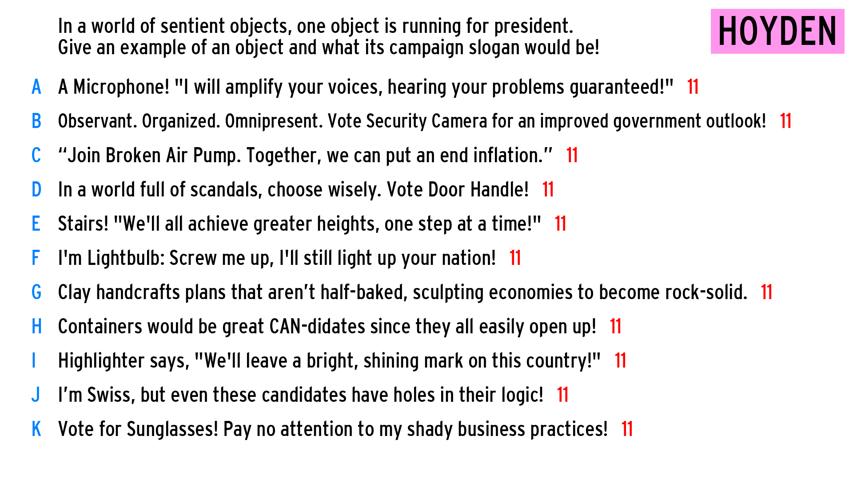 In a world of sentient objects, one object is running for president.
Give an example of an object and what its campaign slogan would be!
HOYDEN
A A Microphone! "I will amplify your voices, hearing your problems guaranteed!" 11
B Observant. Organized. Omnipresent. Vote Security Camera for an improved government outlook! 11
C “Join Broken Air Pump. Together, we can put an end inflation.” 11
D In a world full of scandals, choose wisely. Vote Door Handle! 11
E Stairs! "We'll all achieve greater heights, one step at a time!" 11
F I'm Lightbulb: Screw me up, I'll still light up your nation! 11
G Clay handcrafts plans that aren’t half-baked, sculpting economies to become rock-solid. 11
H Containers would be great CAN-didates since they all easily open up! 11
I Highlighter says, "We'll leave a bright, shining mark on this country!" 11
J I’m Swiss, but even these candidates have holes in their logic! 11
K Vote for Sunglasses! Pay no attention to my shady business practices! 11